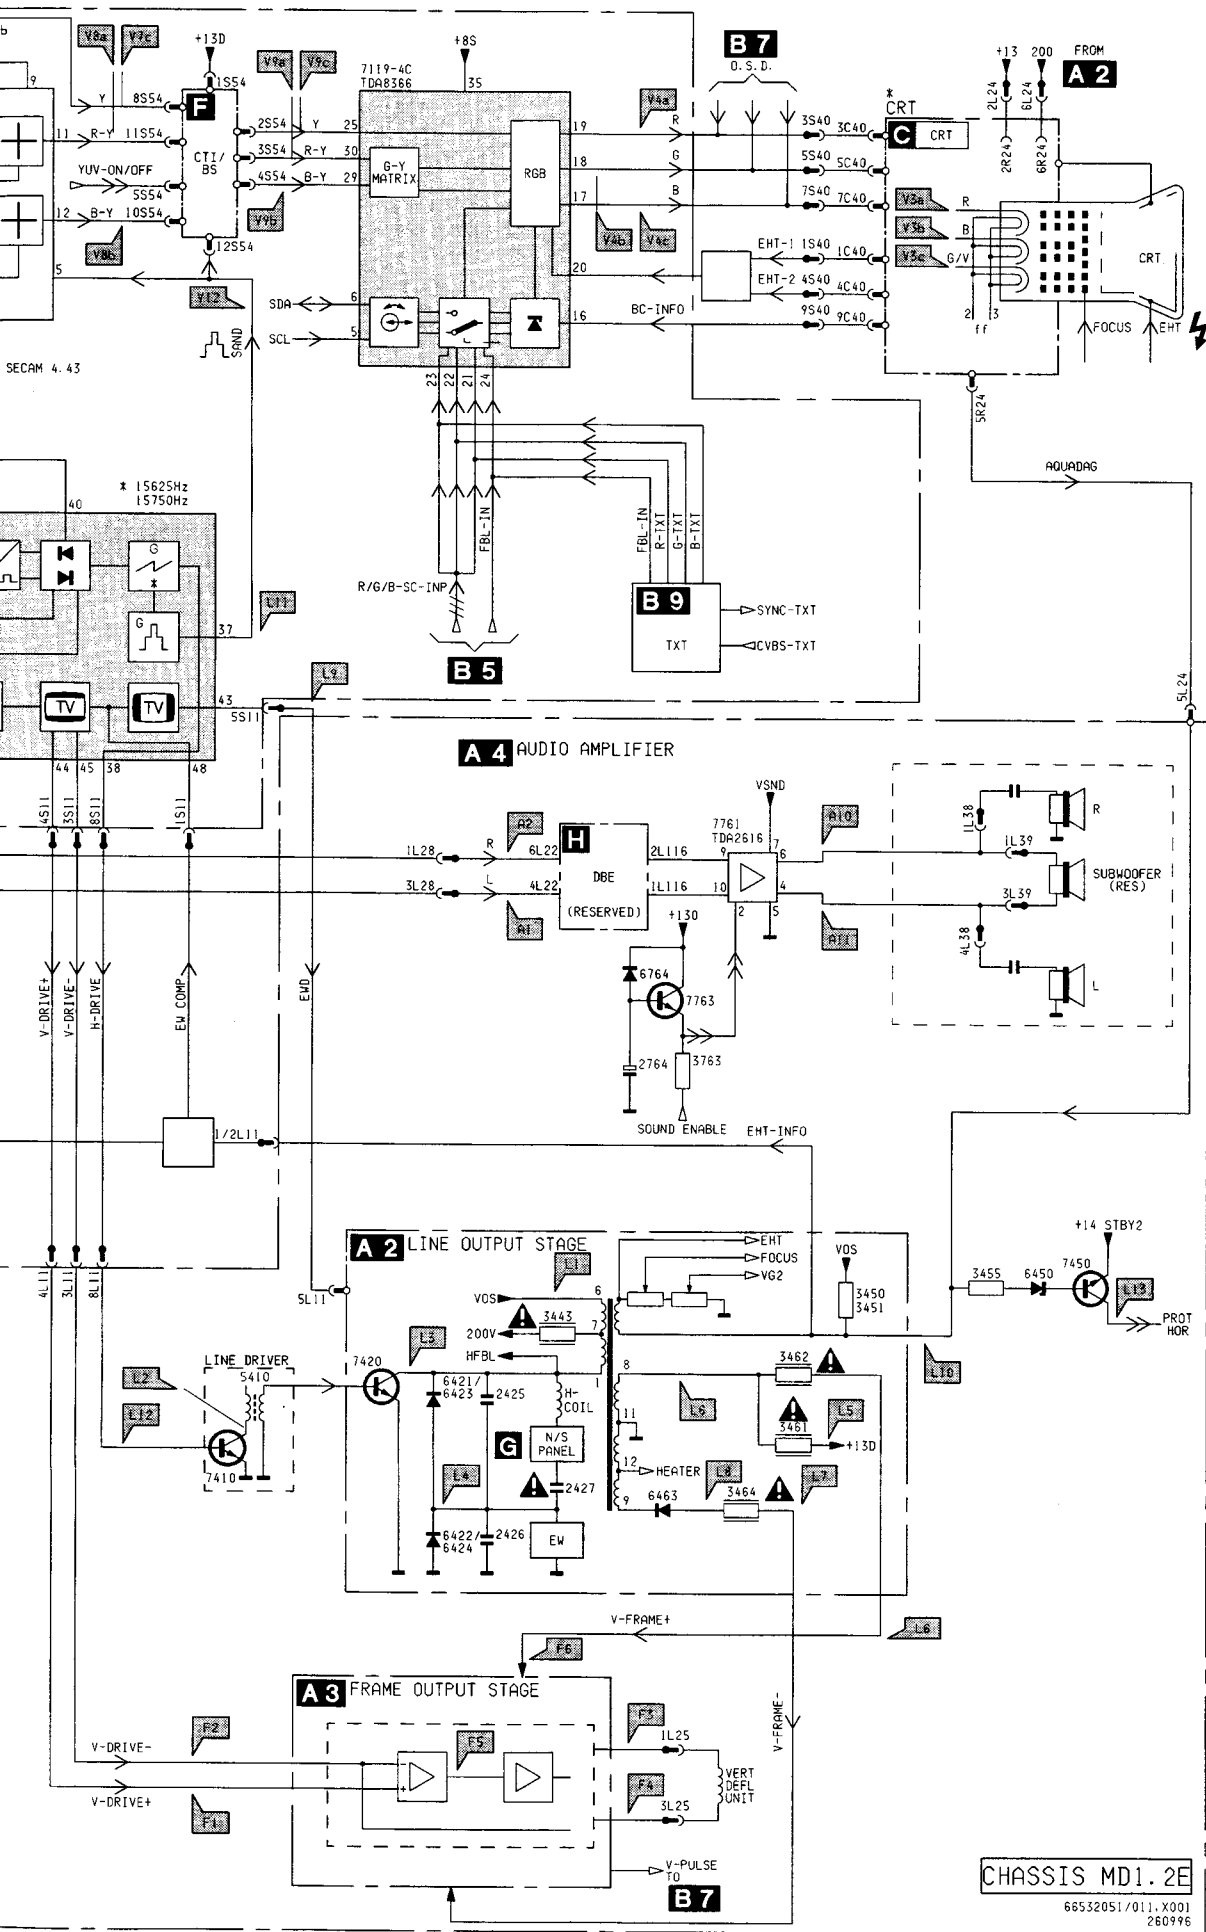 b
V8a V7c
+13D
1S54
9
F
Y 8S54
11 R-Y 11S54
YUV-ON/OFF
5S54
12 B-Y 10S54
V8b
5
CTI/
BS
12S54
V12
SAND
SECAM 4.43
V9a V9c
2S54 Y 25
3S54 R-Y 30
4S54 B-Y 29
V9b
+8S
7119-4C
TDA8366
35
G-Y
MATRIX
RGB
19
18
17
20
16
SDA 6
SCL 5
23 22 21 24
B 7
O.S.D.
V4a
R 3S40 3C40
G 5S40 5C40
B 7S40 7C40
V4b V4c
EHT-1 1S40 1C40
EHT-2 4S40 4C40
BC-INFO 9S40 9C40
*
CRT
C CRT
+13 200 FROM
A 2
2L24 6L24
2R24 6R24
V3a R
V3b B
V3c G/V
2 3
ff
CRT
FOCUS EHT
5R24
AQUADAG
* 15625Hz
15750Hz
40
G
*
G
37
L11
TV TV
43
5S11
L9
44 45 38 48
4S11 3S11 8S11 1S11
FBL-IN
R/G/B-SC-INP
B 5
FBL-IN R-TXT G-TXT B-TXT
B 9
TXT
SYNC-TXT
CVBS-TXT
5L24
A 4 AUDIO AMPLIFIER
1L28 R A2 6L22
3L28 L A1 4L22
H
DBE
(RESERVED)
2L116
1L116
VSND
7761
TDA2616
9 7 6
10 4
2 5
A10
A11
1L38
R
1L39
SUBWOOFER
(RES)
3L39
4L38
L
+130
6764
7763
2764
3763
SOUND ENABLE
V-DRIVE+ V-DRIVE- H-DRIVE EW COMP EWD
1/2L11
EHT-INFO
4L11 3L11 8L11
5L11
A 2 LINE OUTPUT STAGE
L1
EHT
FOCUS
VG2
VOS
3450
3451
VOS 6
3443
200V 7
HFBL
1
L3
7420
6421/
6423
2425
H-
COIL
G
N/S
PANEL
2427
L4
6422/
6424
2426
EW
8
11
12
9
HEATER
L6
3462
3461
L5
+13D
6463
L8
3464
L7
LINE DRIVER
5410
L2
L12
7410
+14 STBY2
3455 6450 7450
L13
PROT
HOR
L10
V-FRAME+
L6
F6
A 3 FRAME OUTPUT STAGE
F2
V-DRIVE-
V-DRIVE+
F1
-
+
F5
F3
1L25
F4
3L25
VERT
DEFL
UNIT
V-FRAME-
V-PULSE
TO
B 7
CHASSIS MD1.2E
66532051/011.X001
260996